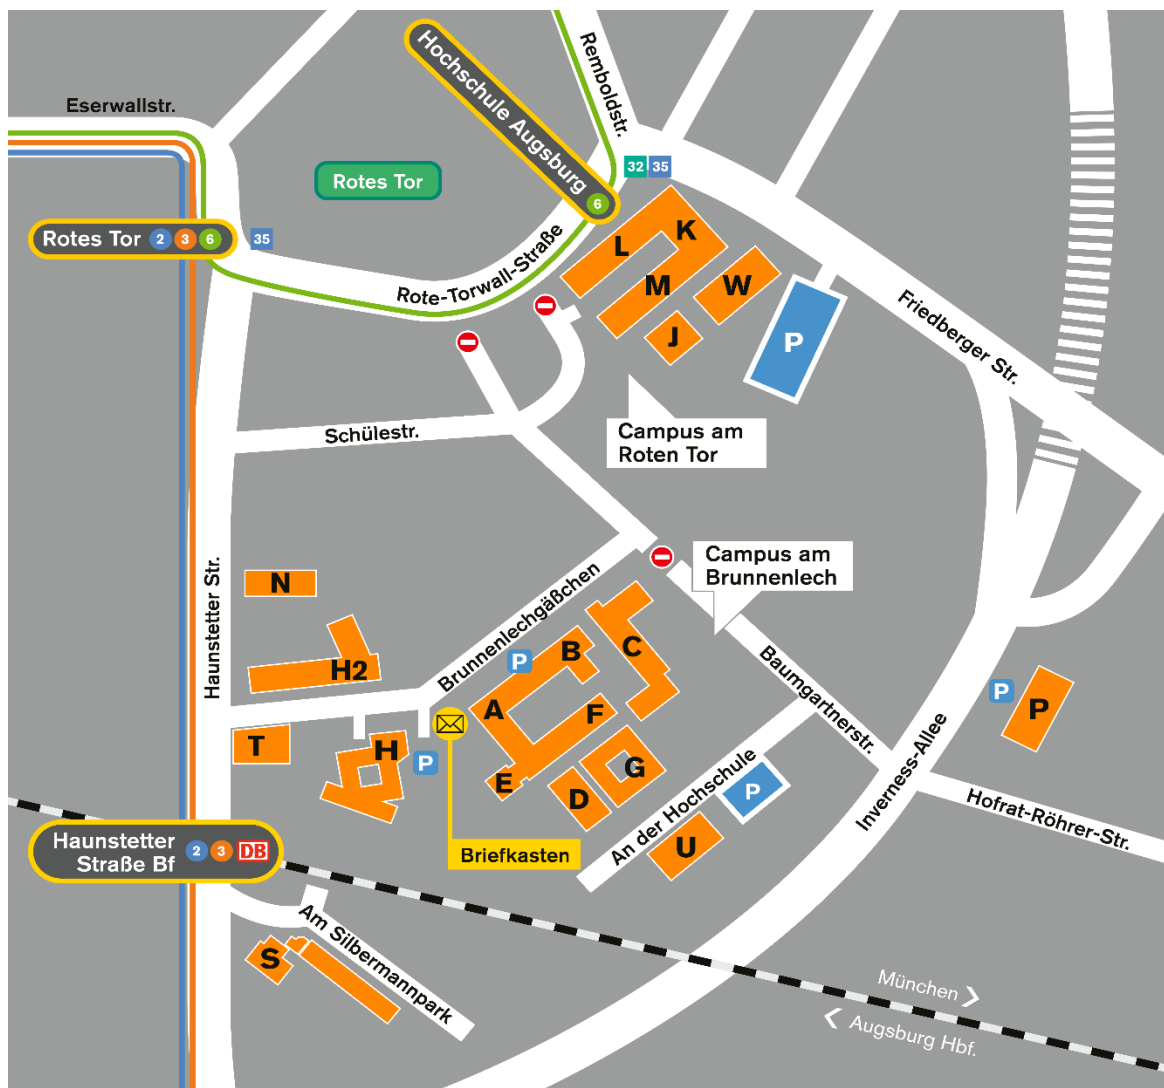 Eserwallstr.
Hochschule Augsburg 6
Remboldstr.
32 35
Rotes Tor
Rotes Tor 2 3 6
35
Rote-Torwall-Straße
L
K
M
W
J
P
Friedberger Str.
Schülestr.
Campus am
Roten Tor
Haunstetter Str.
Campus am
Brunnenlech
N
H2
Brunnenlechgäßchen
P
B
C
A
F
Baumgartnerstr.
P
P
T
H
P
E
D
G
An der Hochschule
P
Inverness-Allee
Hofrat-Röhrer-Str.
Haunstetter
Straße Bf 2 3 DB
Briefkasten
U
Am Silbermannpark
S
München
Augsburg Hbf.